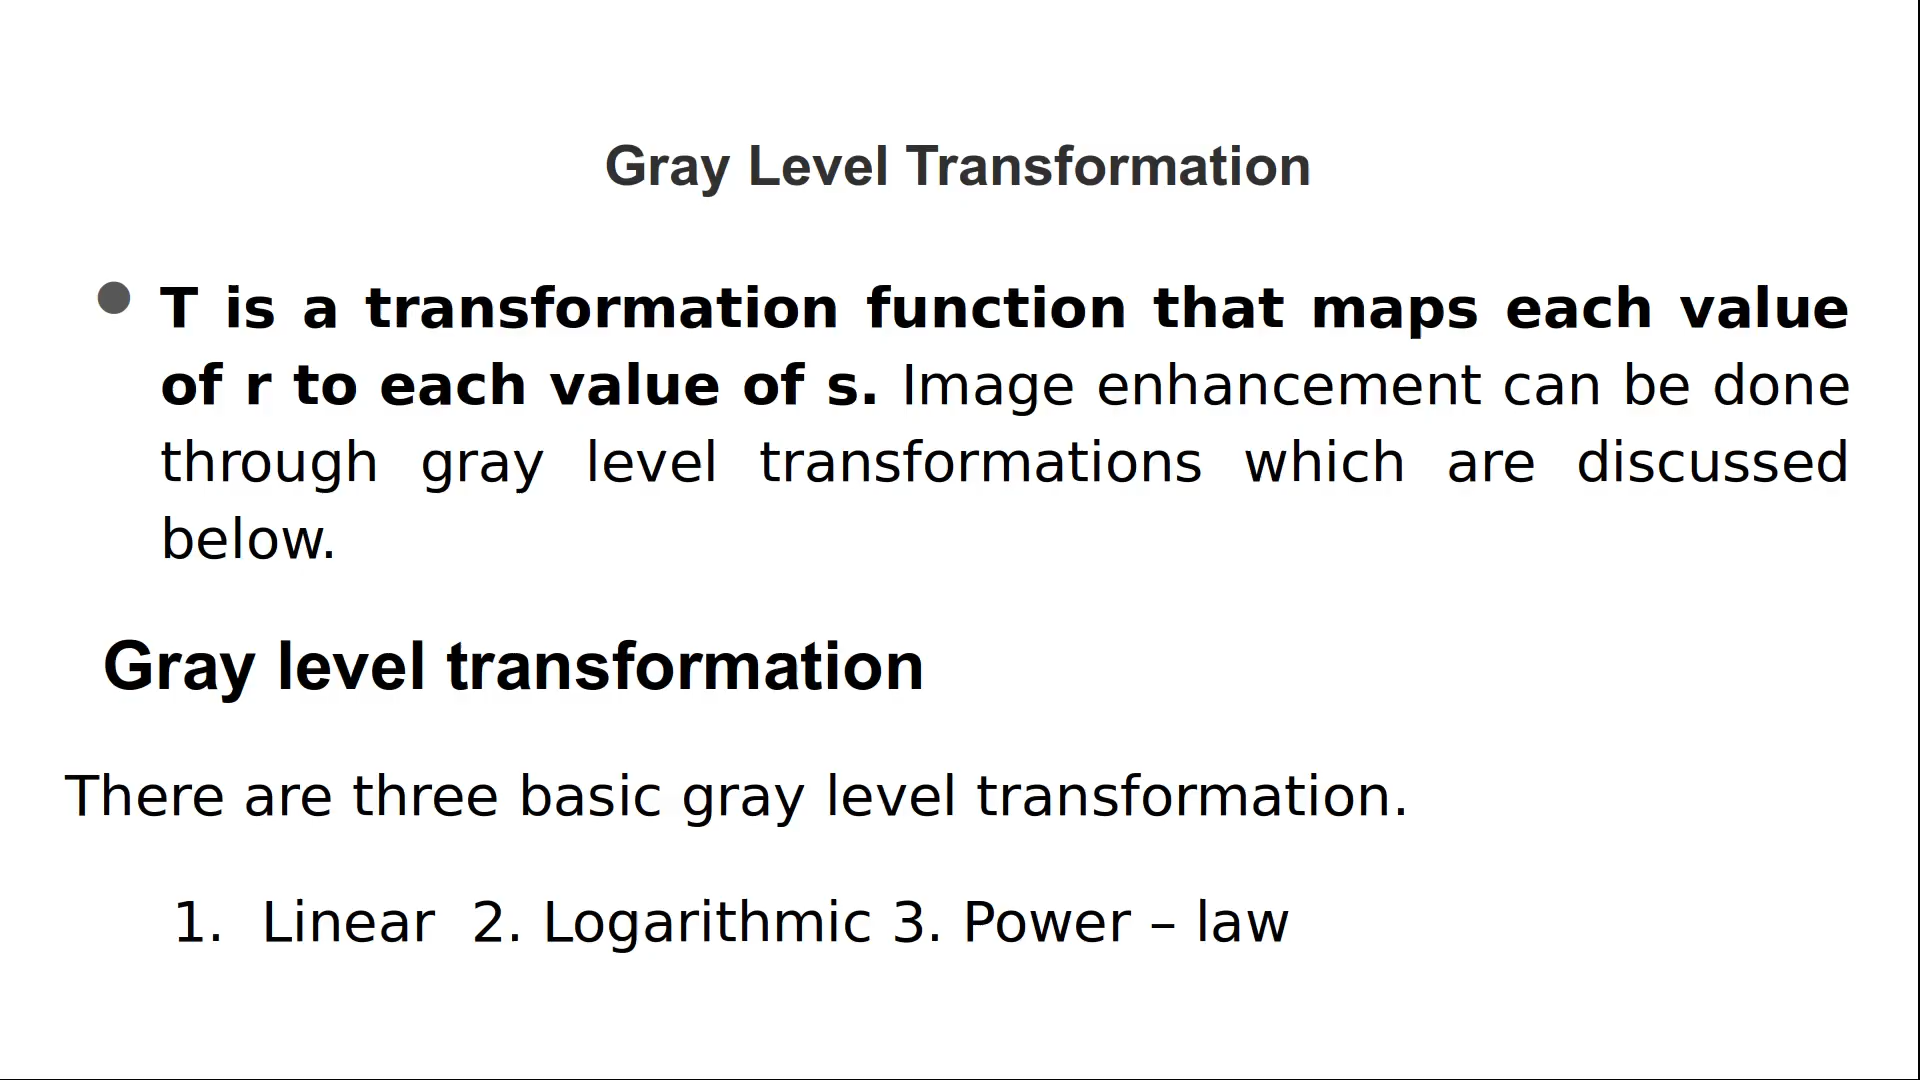 Gray Level Transformation
● T is a transformation function that maps each value
of r to each value of s. Image enhancement can be done
through gray level transformations which are discussed
below.
Gray level transformation
There are three basic gray level transformation.
1. Linear 2. Logarithmic 3. Power – law